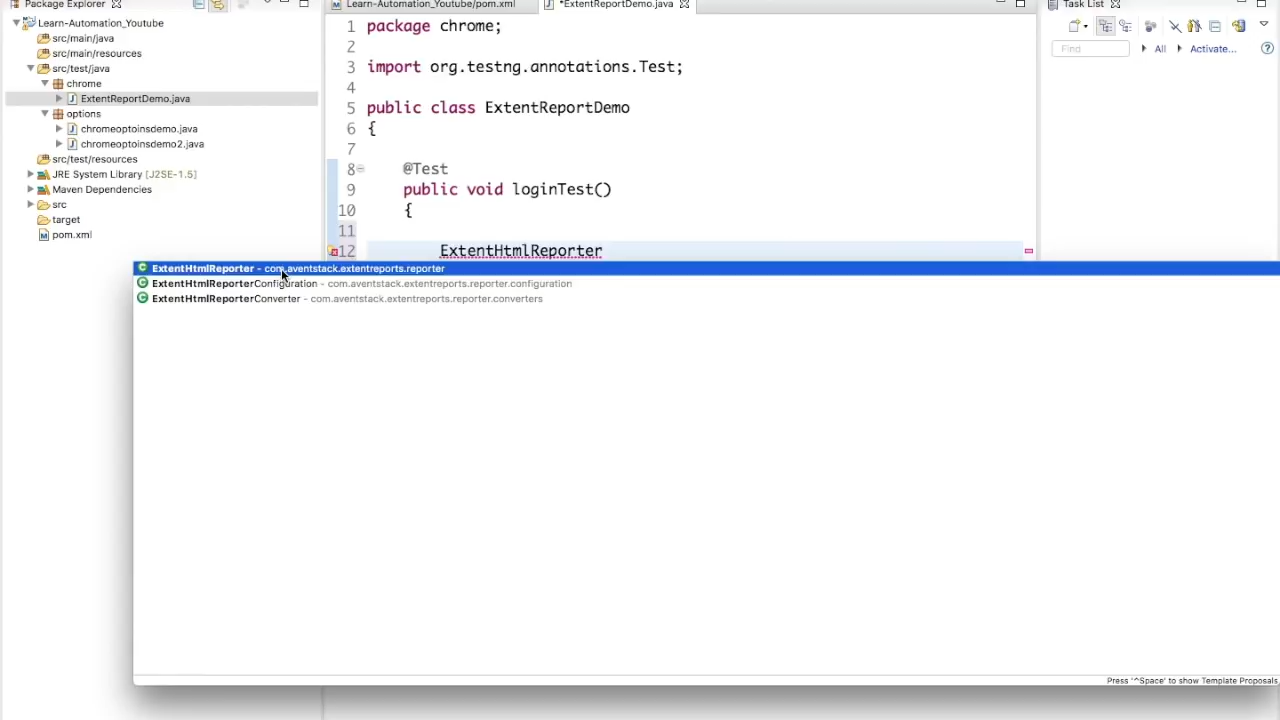 Package Explorer
Learn-Automation_Youtube
src/main/java
src/main/resources
src/test/java
chrome
ExtentReportDemo.java
options
chromeoptoinsdemo.java
chromeoptoinsdemo2.java
src/test/resources
JRE System Library [J2SE-1.5]
Maven Dependencies
src
target
pom.xml
Learn-Automation_Youtube/pom.xml
*ExtentReportDemo.java
1 package chrome;
2
3 import org.testng.annotations.Test;
4
5 public class ExtentReportDemo
6 {
7
8 @Test
9 public void loginTest()
10 {
11
12 ExtentHtmlReporter
ExtentHtmlReporter - com.aventstack.extentreports.reporter
ExtentHtmlReporterConfiguration - com.aventstack.extentreports.reporter.configuration
ExtentHtmlReporterConverter - com.aventstack.extentreports.reporter.converters
Press '^Space' to show Template Proposals
Task List
Find
All
Activate...